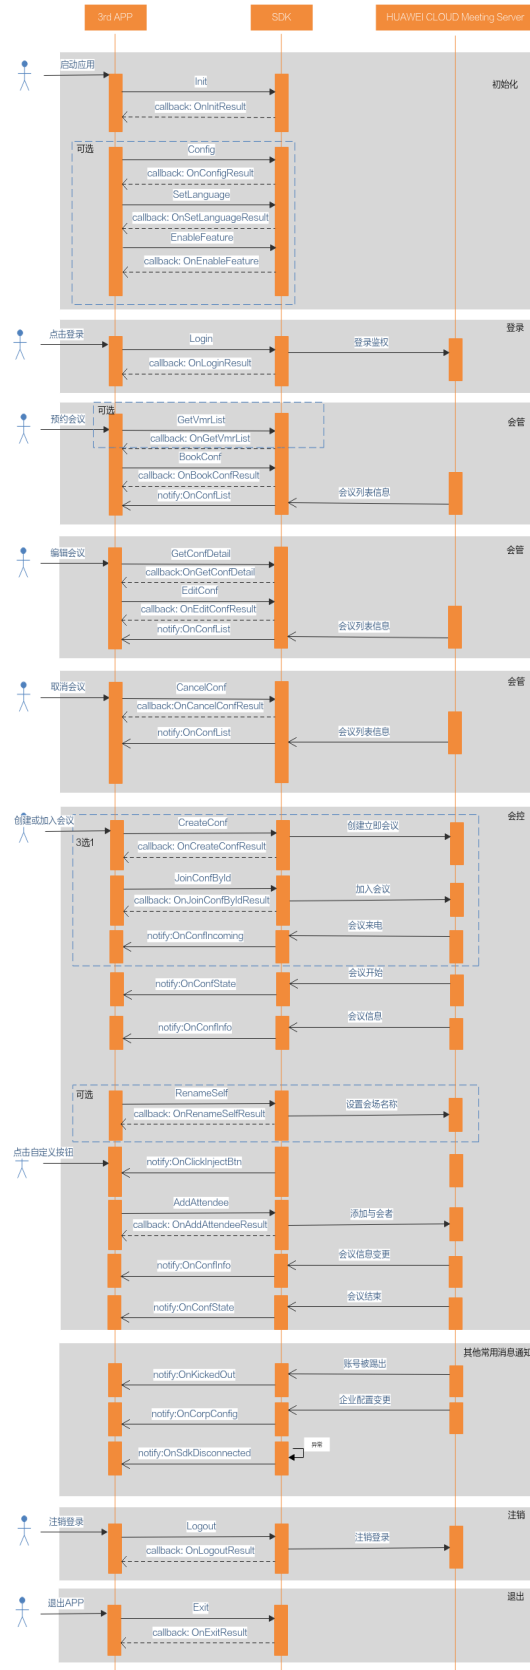 3rd APP
SDK
HUAWEI CLOUD Meeting Server
启动应用
初始化
Init
callback: OnInitResult
可选
Config
callback: OnConfigResult
SetLanguage
callback: OnSetLanguageResult
EnableFeature
callback: OnEnableFeature
登录
点击登录
Login
登录鉴权
callback: OnLoginResult
可选
预约会议
GetVmrList
会管
callback: OnGetVmrList
BookConf
callback: OnBookConfResult
notify:OnConfList
会议列表信息
会管
编辑会议
GetConfDetail
callback:OnGetConfDetail
EditConf
callback: OnEditConfResult
notify:OnConfList
会议列表信息
会管
取消会议
CancelConf
callback:OnCancelConfResult
notify:OnConfList
会议列表信息
会控
创建或加入会议
CreateConf
创建立即会议
3选1
callback: OnCreateConfResult
JoinConfById
加入会议
callback: OnJoinConfByIdResult
会议来电
notify:OnConfIncoming
会议开始
notify:OnConfState
会议信息
notify:OnConfInfo
可选
RenameSelf
设置会场名称
callback: OnRenameSelfResult
点击自定义按钮
notify:OnClickInjectBtn
AddAttendee
添加与会者
callback: OnAddAttendeeResult
会议信息变更
notify:OnConfInfo
会议结束
notify:OnConfState
其他常用消息通知
账号被踢出
notify:OnKickedOut
企业配置变更
notify:OnCorpConfig
异常
notify:OnSdkDisconnected
注销
注销登录
Logout
注销登录
callback: OnLogoutResult
退出
退出APP
Exit
callback: OnExitResult